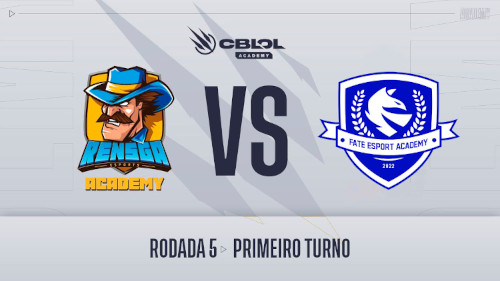 CBLOL
ACADEMY
RENSGA
ESPORTS
ACADEMY
VS
FATE ESPORT ACADEMY
2022
RODADA 5 ▷ PRIMEIRO TURNO